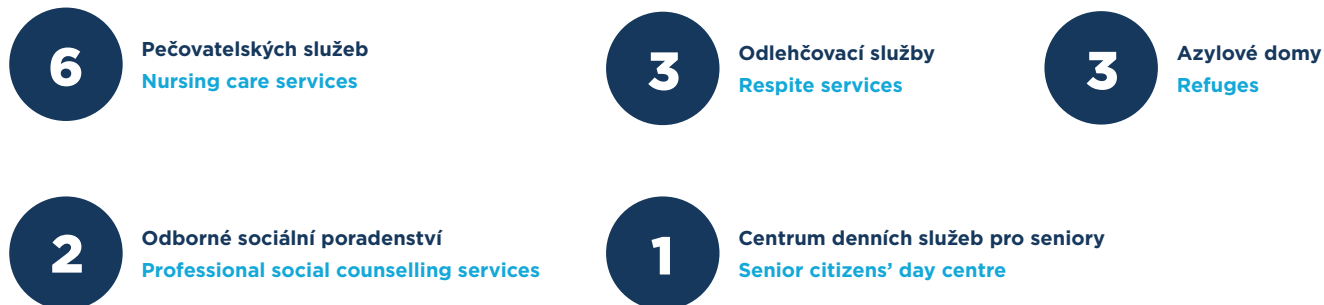 6
Pečovatelských služeb
Nursing care services
3
Odlehčovací služby
Respite services
3
Azylové domy
Refuges
2
Odborné sociální poradenství
Professional social counselling services
1
Centrum denních služeb pro seniory
Senior citizens’ day centre